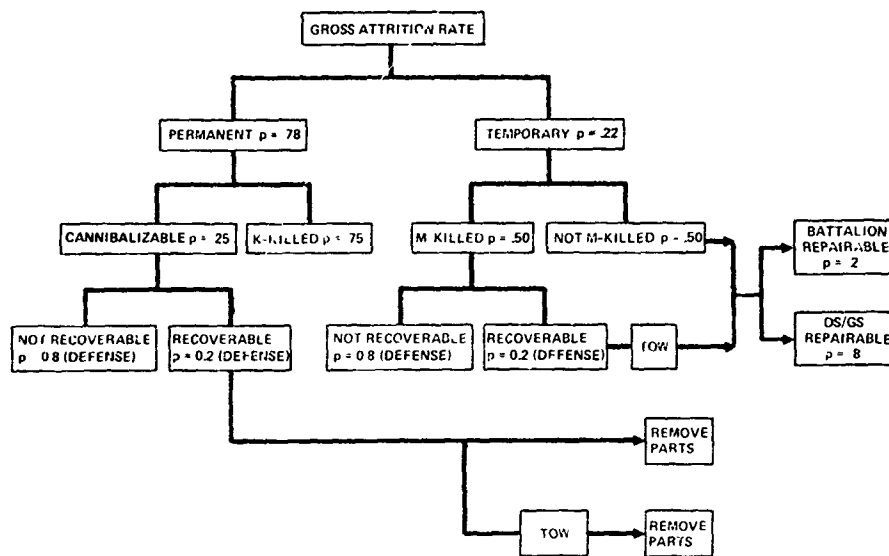 GROSS ATTRITION RATE
PERMANENT p = 78
TEMPORARY p = .22
CANNIBALIZABLE p = 25
K-KILLED p = 75
M KILLED p = .50
NOT M-KILLED p = .50
BATTALION
REPAIRABLE
p = 2
NOT RECOVERABLE
p 0.8 (DEFENSE)
RECOVERABLE
p = 0.2 (DEFENSE)
NOT RECOVERABLE
p = 0.8 (DEFENSE)
RECOVERABLE
p = 0.2 (DEFENSE)
TOW
DS/GS
REPAIRABLE
p = 8
REMOVE
PARTS
TOW
REMOVE
PARTS